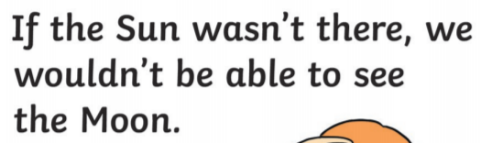 If the Sun wasn’t there, we
wouldn’t be able to see
the Moon.